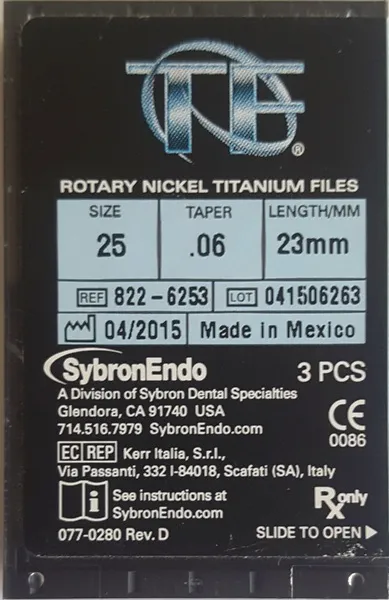 TF®
ROTARY NICKEL TITANIUM FILES
SIZE TAPER LENGTH/MM
25 .06 23mm
REF 822-6253 LOT 041506263
04/2015 Made in Mexico
SybronEndo 3 PCS
A Division of Sybron Dental Specialties
Glendora, CA 91740 USA
714.516.7979 SybronEndo.com
CE
0086
EC REP Kerr Italia, S.r.l.,
Via Passanti, 332 I-84018, Scafati (SA), Italy
i See instructions at
SybronEndo.com
Rx only
077-0280 Rev. D SLIDE TO OPEN